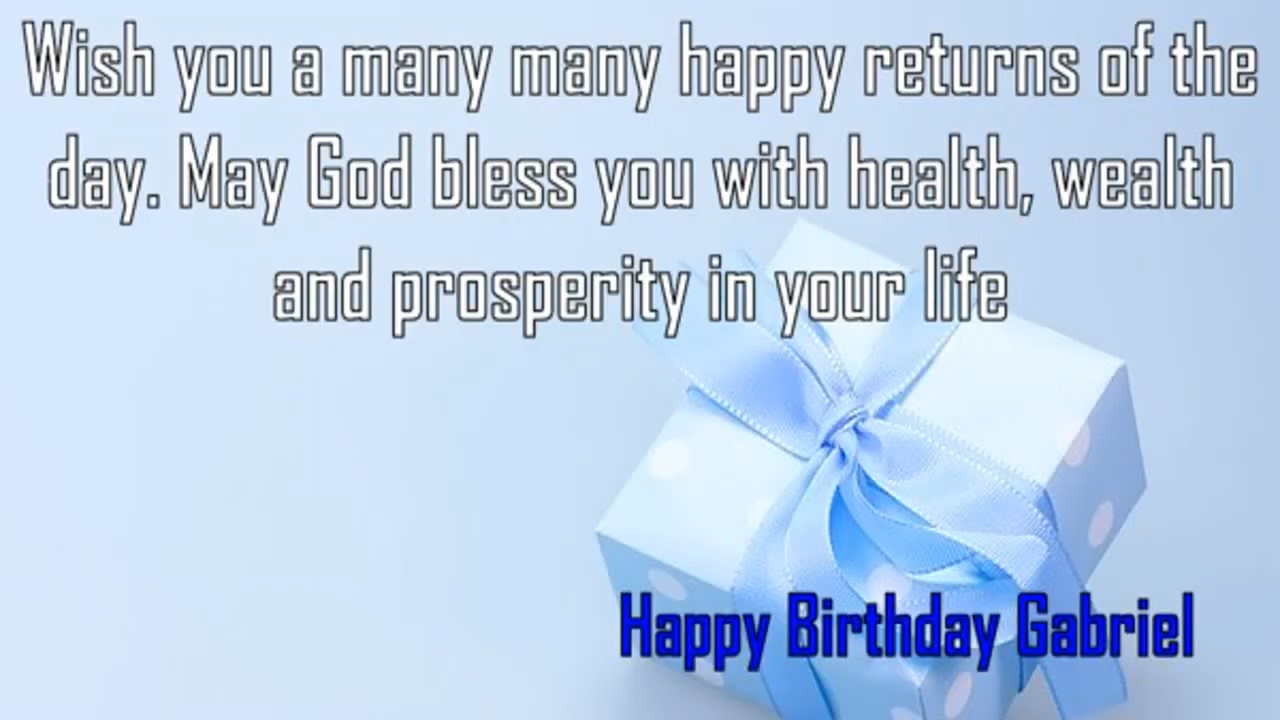 Wish you a many many happy returns of the
day. May God bless you with health, wealth
and prosperity in your life
Happy Birthday Gabriel